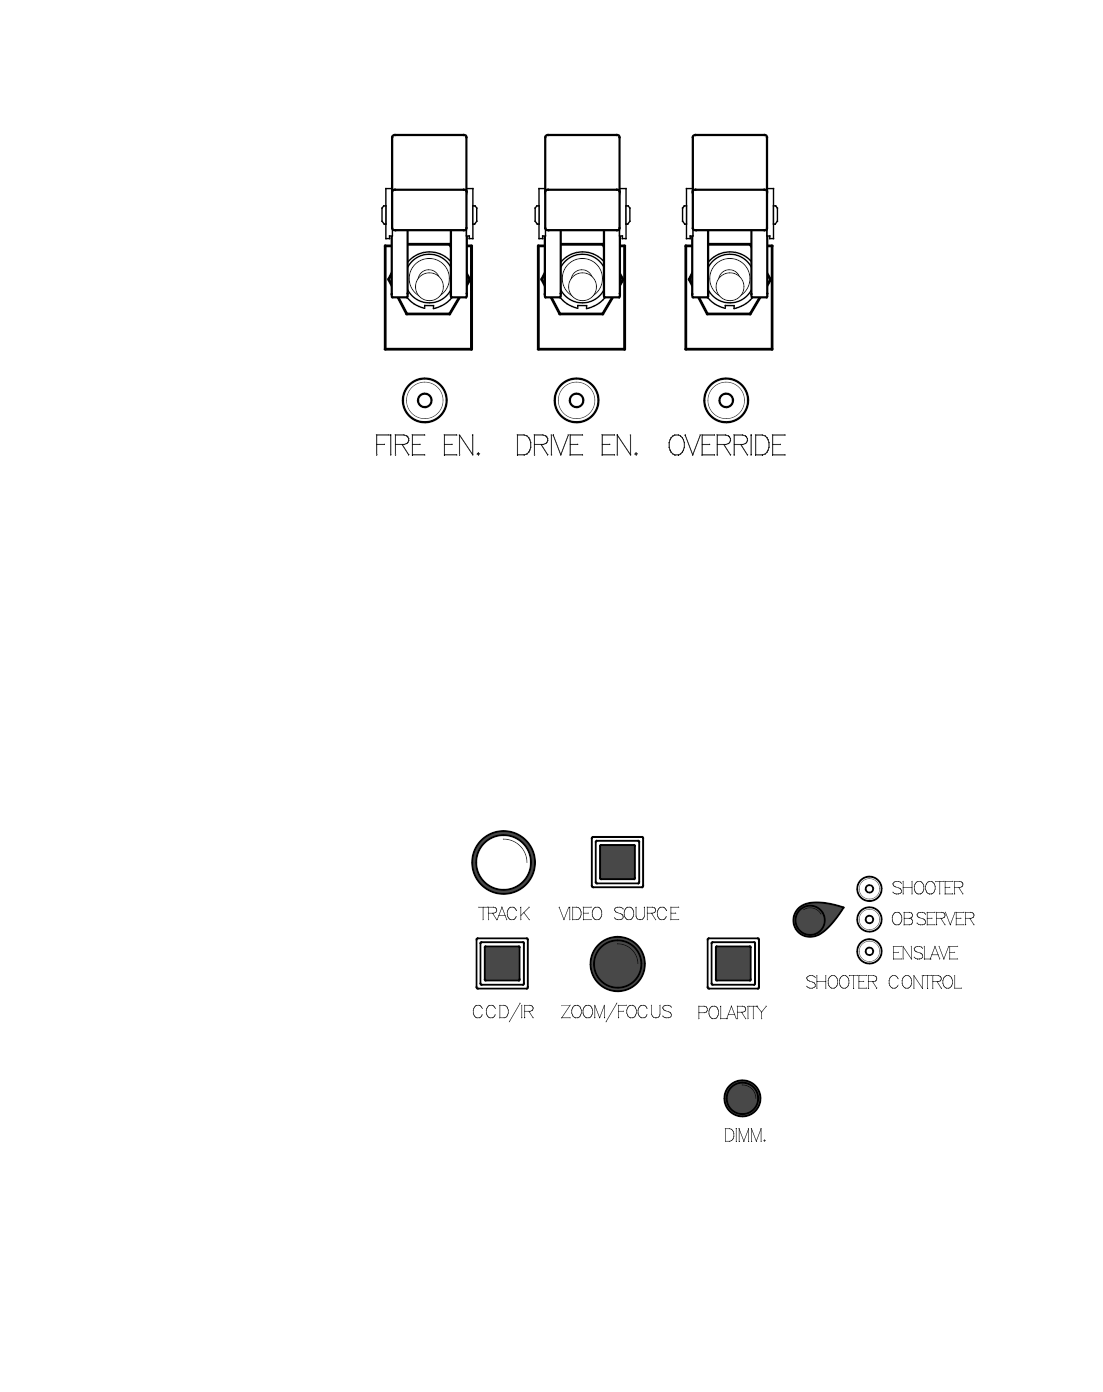 FIRE EN. DRIVE EN. OVERRIDE
SHOOTER
TRACK VIDEO SOURCE OBSERVER
ENSLAVE
SHOOTER CONTROL
CCD/IR ZOOM/FOCUS POLARITY
DIMM.